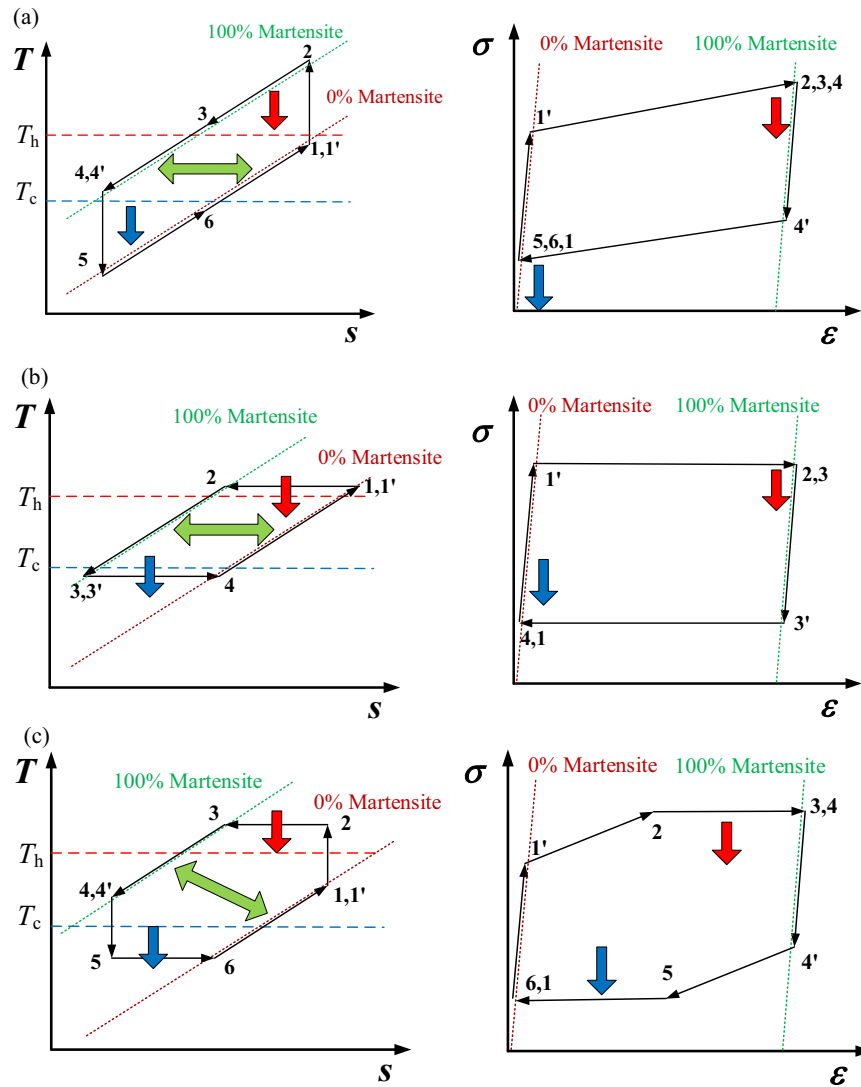 (a)
100% Martensite
T
2
0% Martensite
3
Th
1,1'
4,4'
Tc
6
5
s
σ
0% Martensite
100% Martensite
2,3,4
1'
4'
5,6,1
ε
(b)
T
100% Martensite
0% Martensite
2
Th
1,1'
Tc
3,3'
4
s
σ
0% Martensite
100% Martensite
1'
2,3
4,1
3'
ε
(c)
T
100% Martensite
0% Martensite
3
2
Th
4,4'
1,1'
Tc
5
6
s
σ
0% Martensite
100% Martensite
2
3,4
1'
4'
6,1
5
ε